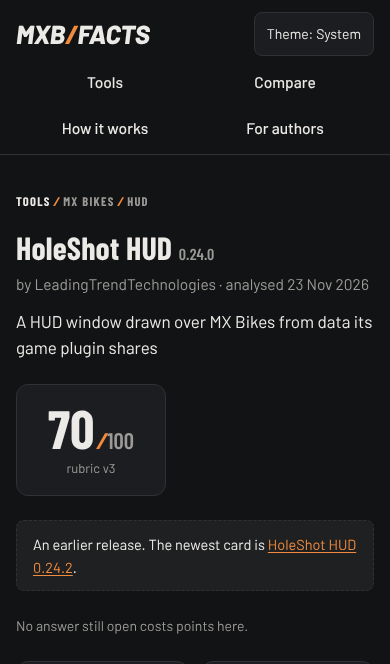 MXB/FACTS
Theme: System
Tools
Compare
How it works
For authors
TOOLS / MX BIKES / HUD
HoleShot HUD 0.24.0
by LeadingTrendTechnologies · analysed 23 Nov 2026
A HUD window drawn over MX Bikes from data its
game plugin shares
70/100
rubric v3
An earlier release. The newest card is HoleShot HUD
0.24.2.
No answer still open costs points here.